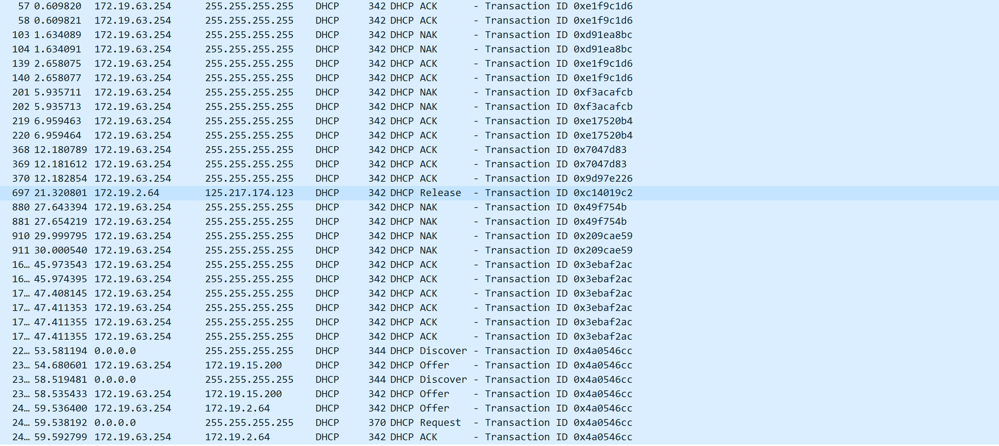 57 0.609820 172.19.63.254 255.255.255.255 DHCP 342 DHCP ACK - Transaction ID 0xe1f9c1d6
58 0.609821 172.19.63.254 255.255.255.255 DHCP 342 DHCP ACK - Transaction ID 0xe1f9c1d6
103 1.634089 172.19.63.254 255.255.255.255 DHCP 342 DHCP NAK - Transaction ID 0xd91ea8bc
104 1.634091 172.19.63.254 255.255.255.255 DHCP 342 DHCP NAK - Transaction ID 0xd91ea8bc
139 2.658075 172.19.63.254 255.255.255.255 DHCP 342 DHCP ACK - Transaction ID 0xe1f9c1d6
140 2.658077 172.19.63.254 255.255.255.255 DHCP 342 DHCP ACK - Transaction ID 0xe1f9c1d6
201 5.935711 172.19.63.254 255.255.255.255 DHCP 342 DHCP NAK - Transaction ID 0xf3acafcb
202 5.935713 172.19.63.254 255.255.255.255 DHCP 342 DHCP NAK - Transaction ID 0xf3acafcb
219 6.959463 172.19.63.254 255.255.255.255 DHCP 342 DHCP ACK - Transaction ID 0xe17520b4
220 6.959464 172.19.63.254 255.255.255.255 DHCP 342 DHCP ACK - Transaction ID 0xe17520b4
368 12.180789 172.19.63.254 255.255.255.255 DHCP 342 DHCP ACK - Transaction ID 0x7047d83
369 12.181612 172.19.63.254 255.255.255.255 DHCP 342 DHCP ACK - Transaction ID 0x7047d83
370 12.182854 172.19.63.254 255.255.255.255 DHCP 342 DHCP ACK - Transaction ID 0x9d97e226
697 21.320801 172.19.2.64 125.217.174.123 DHCP 342 DHCP Release - Transaction ID 0xc14019c2
880 27.643394 172.19.63.254 255.255.255.255 DHCP 342 DHCP NAK - Transaction ID 0x49f754b
881 27.654219 172.19.63.254 255.255.255.255 DHCP 342 DHCP NAK - Transaction ID 0x49f754b
910 29.999795 172.19.63.254 255.255.255.255 DHCP 342 DHCP NAK - Transaction ID 0x209cae59
911 30.000540 172.19.63.254 255.255.255.255 DHCP 342 DHCP NAK - Transaction ID 0x209cae59
16… 45.973543 172.19.63.254 255.255.255.255 DHCP 342 DHCP ACK - Transaction ID 0x3ebaf2ac
16… 45.974395 172.19.63.254 255.255.255.255 DHCP 342 DHCP ACK - Transaction ID 0x3ebaf2ac
17… 47.408145 172.19.63.254 255.255.255.255 DHCP 342 DHCP ACK - Transaction ID 0x3ebaf2ac
17… 47.411353 172.19.63.254 255.255.255.255 DHCP 342 DHCP ACK - Transaction ID 0x3ebaf2ac
17… 47.411355 172.19.63.254 255.255.255.255 DHCP 342 DHCP ACK - Transaction ID 0x3ebaf2ac
17… 47.411355 172.19.63.254 255.255.255.255 DHCP 342 DHCP ACK - Transaction ID 0x3ebaf2ac
22… 53.581194 0.0.0.0 255.255.255.255 DHCP 344 DHCP Discover - Transaction ID 0x4a0546cc
23… 54.680601 172.19.63.254 172.19.15.200 DHCP 342 DHCP Offer - Transaction ID 0x4a0546cc
23… 58.519481 0.0.0.0 255.255.255.255 DHCP 344 DHCP Discover - Transaction ID 0x4a0546cc
23… 58.535433 172.19.63.254 172.19.15.200 DHCP 342 DHCP Offer - Transaction ID 0x4a0546cc
24… 59.536400 172.19.63.254 172.19.2.64 DHCP 342 DHCP Offer - Transaction ID 0x4a0546cc
24… 59.538192 0.0.0.0 255.255.255.255 DHCP 370 DHCP Request - Transaction ID 0x4a0546cc
24… 59.592799 172.19.63.254 172.19.2.64 DHCP 342 DHCP ACK - Transaction ID 0x4a0546cc